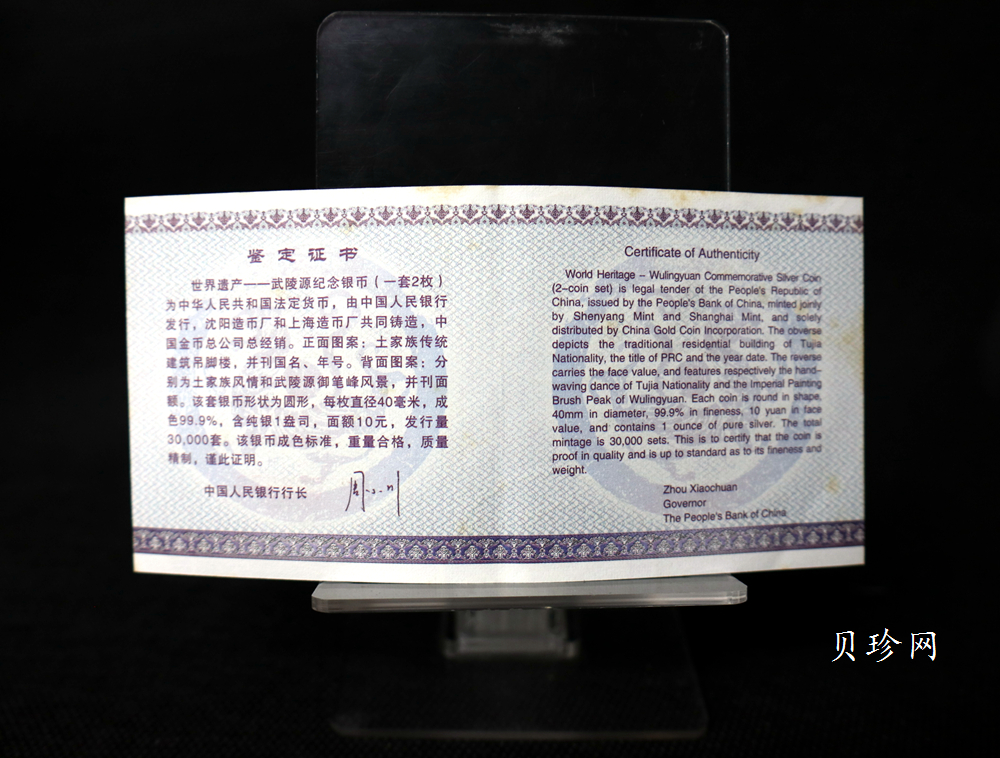 鉴定证书
世界遗产——武陵源纪念银币（一套2枚）
为中华人民共和国法定货币，由中国人民银行
发行，沈阳造币厂和上海造币厂共同铸造，中
国金币总公司总经销。正面图案：土家族传统
建筑吊脚楼，并刊国名、年号。背面图案：分
别为土家族风情和武陵源御笔峰风景，并刊面
额。该套银币形状为圆形，每枚直径40毫米，成
色99.9%，含纯银1盎司，面额10元，发行量
30,000套。该银币成色标准，重量合格，质量
精制，谨此证明。
中国人民银行行长 周小川
Certificate of Authenticity
World Heritage – Wulingyuan Commemorative Silver Coin
(2–coin set) is legal tender of the People's Republic of
China, issued by the People's Bank of China, minted jointly
by Shenyang Mint and Shanghai Mint, and solely
distributed by China Gold Coin Incorporation. The obverse
depicts the traditional residential building of Tujia
Nationality, the title of PRC and the year date. The reverse
carries the face value, and features respectively the hand–
waving dance of Tujia Nationality and the Imperial Painting
Brush Peak of Wulingyuan. Each coin is round in shape,
40mm in diameter, 99.9% in fineness, 10 yuan in face
value, and contains 1 ounce of pure silver. The total
mintage is 30,000 sets. This is to certify that the coin is
proof in quality and is up to standard as to its fineness and
weight.
Zhou Xiaochuan
Governor
The People's Bank of China
贝珍网